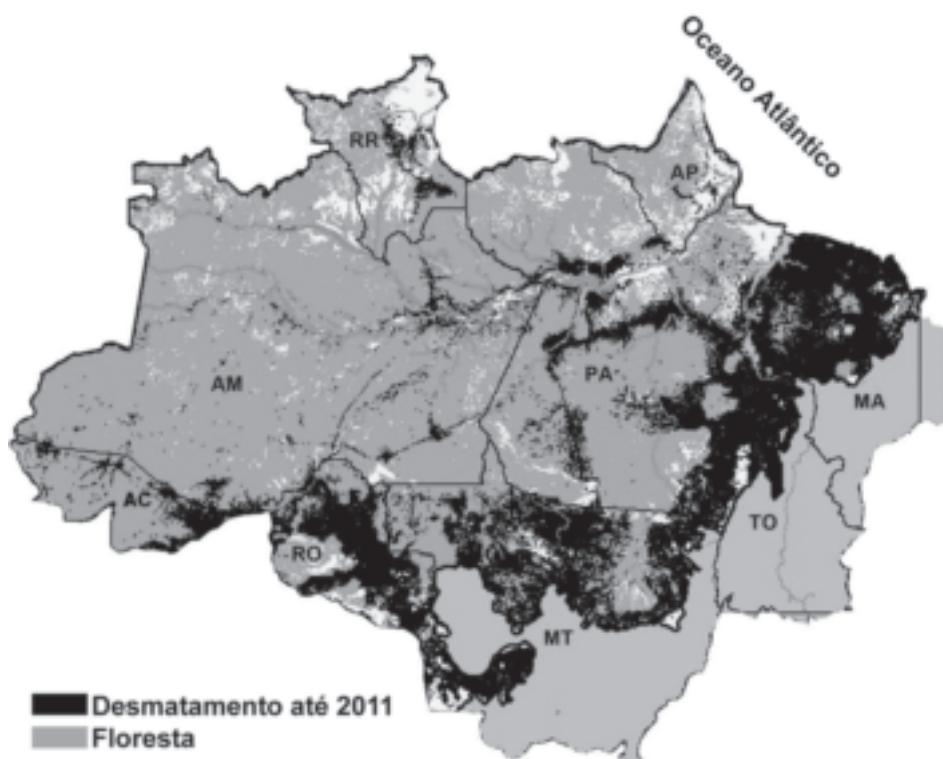 Oceano Atlântico
RR
AP
AM
PA
MA
AC
TO
RO
MT
Desmatamento até 2011
Floresta